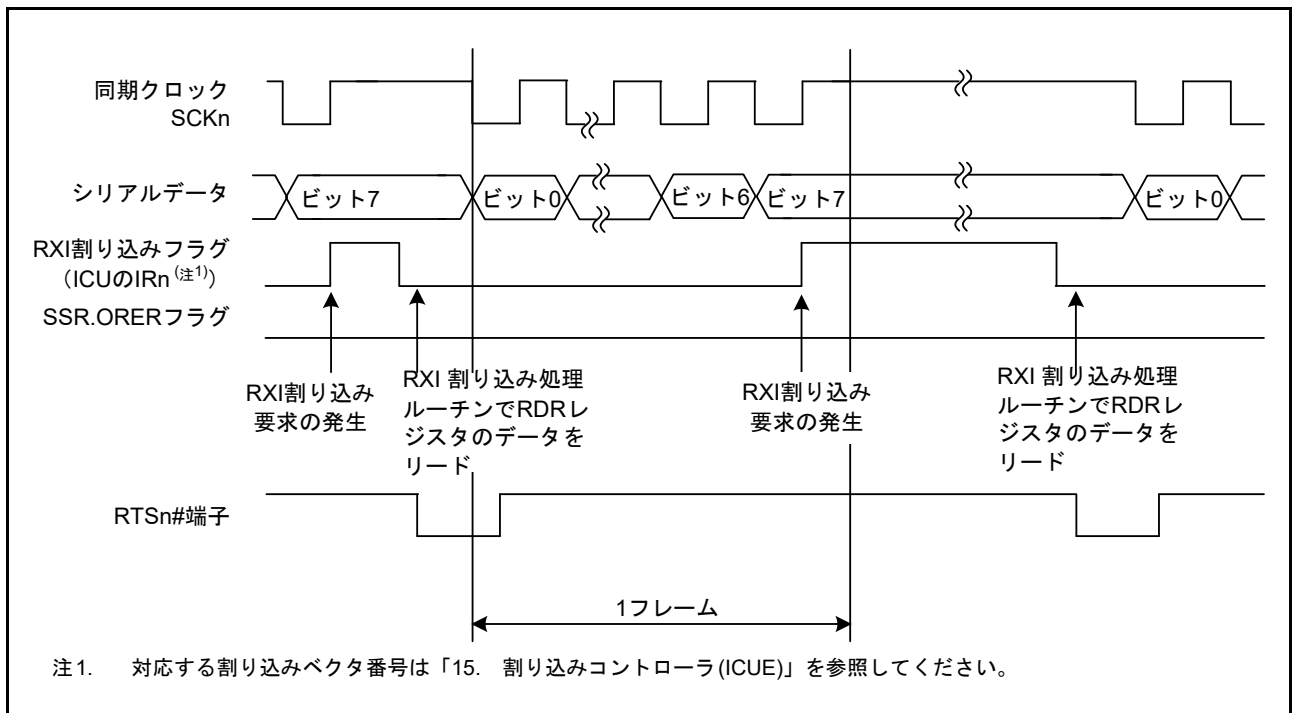 同期クロック
SCKn
シリアルデータ
ビット7
ビット0
ビット6
ビット7
ビット0
RXI割り込みフラグ
（ICUのIRn(注1)）
SSR.ORERフラグ
RXI割り込み
要求の発生
RXI 割り込み処理
ルーチンでRDRレ
ジスタのデータを
リード
RXI割り込み
要求の発生
RXI 割り込み処理
ルーチンでRDRレ
ジスタのデータを
リード
RTSn#端子
1フレーム
注1. 対応する割り込みベクタ番号は「15. 割り込みコントローラ(ICUE)」を参照してください。